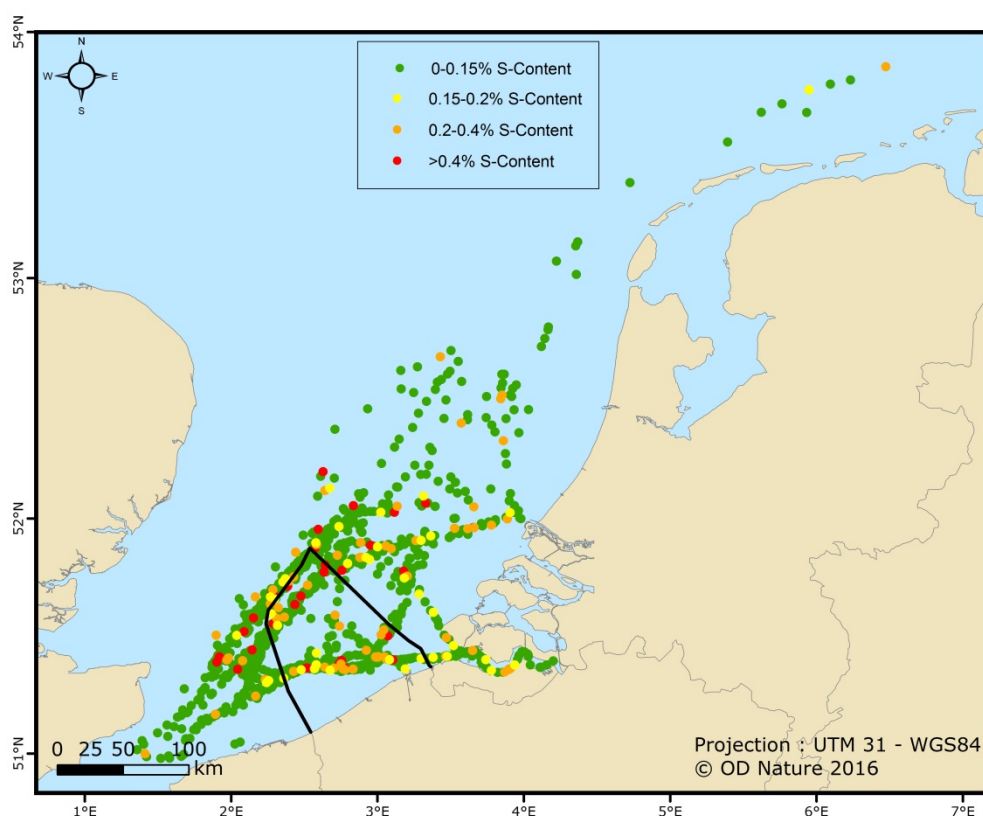 54°N
N
W E
S
0-0.15% S-Content
0.15-0.2% S-Content
0.2-0.4% S-Content
>0.4% S-Content
53°N
52°N
51°N
0 25 50 100
km
Projection : UTM 31 - WGS84
© OD Nature 2016
1°E 2°E 3°E 4°E 5°E 6°E 7°E